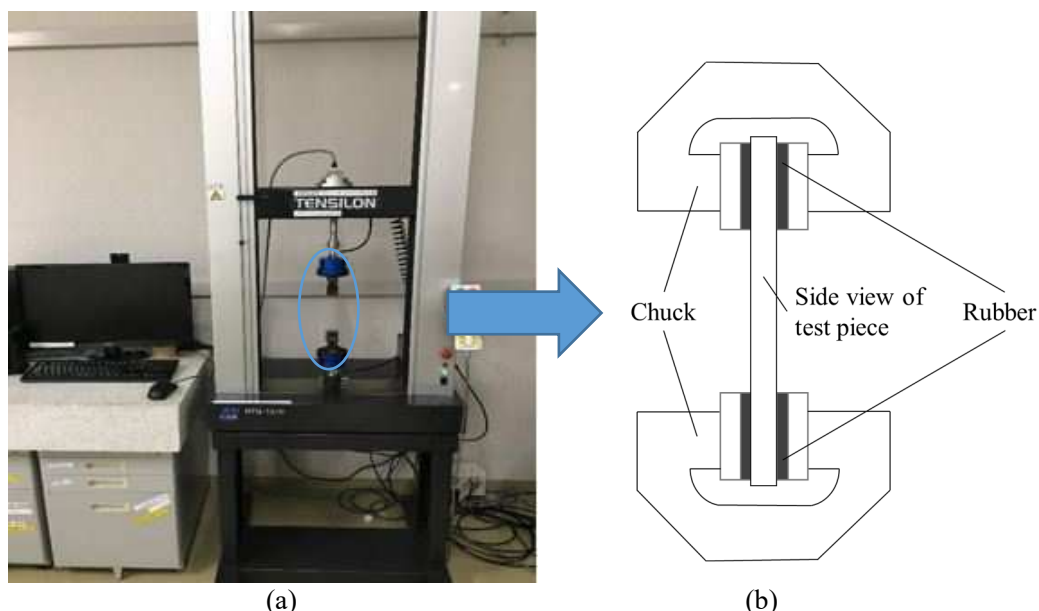 TENSILON
Chuck
Side view of
test piece
Rubber
(a)
(b)